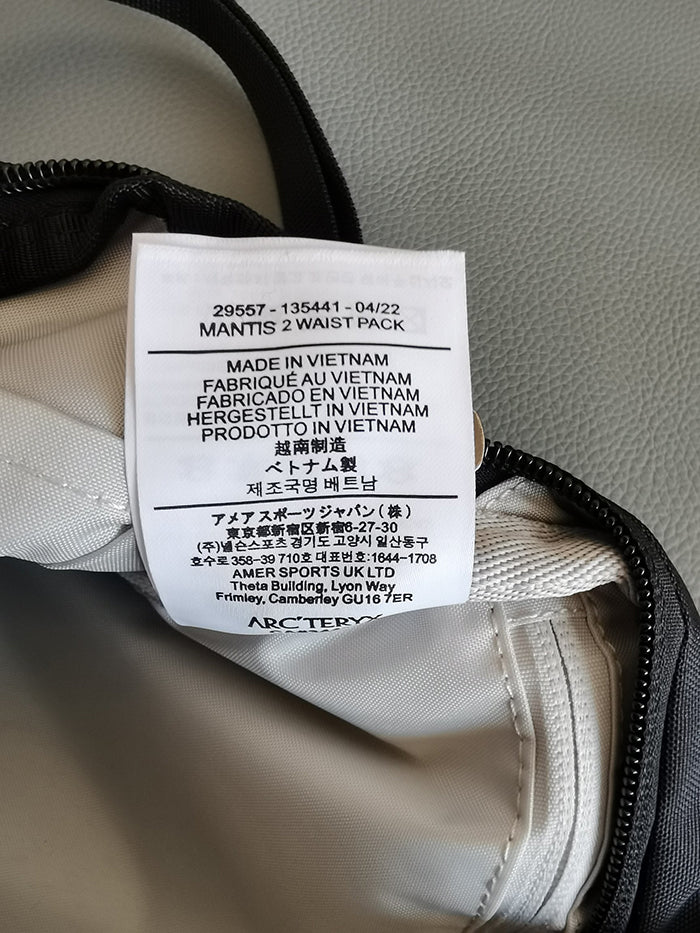 29557 - 135441 - 04/22
MANTIS 2 WAIST PACK
MADE IN VIETNAM
FABRIQUÉ AU VIETNAM
FABRICADO EN VIETNAM
HERGESTELLT IN VIETNAM
PRODOTTO IN VIETNAM
越南制造
ベトナム製
제조국명 베트남
アメアスポーツジャパン(株)
東京都新宿区新宿6-27-30
(주)넬슨스포츠 경기도 고양시 일산동구
호수로 358-39 710호 대표번호:1644-1708
AMER SPORTS UK LTD
Theta Building, Lyon Way
Frimley, Camberley GU16 7ER
ARC'TERYX